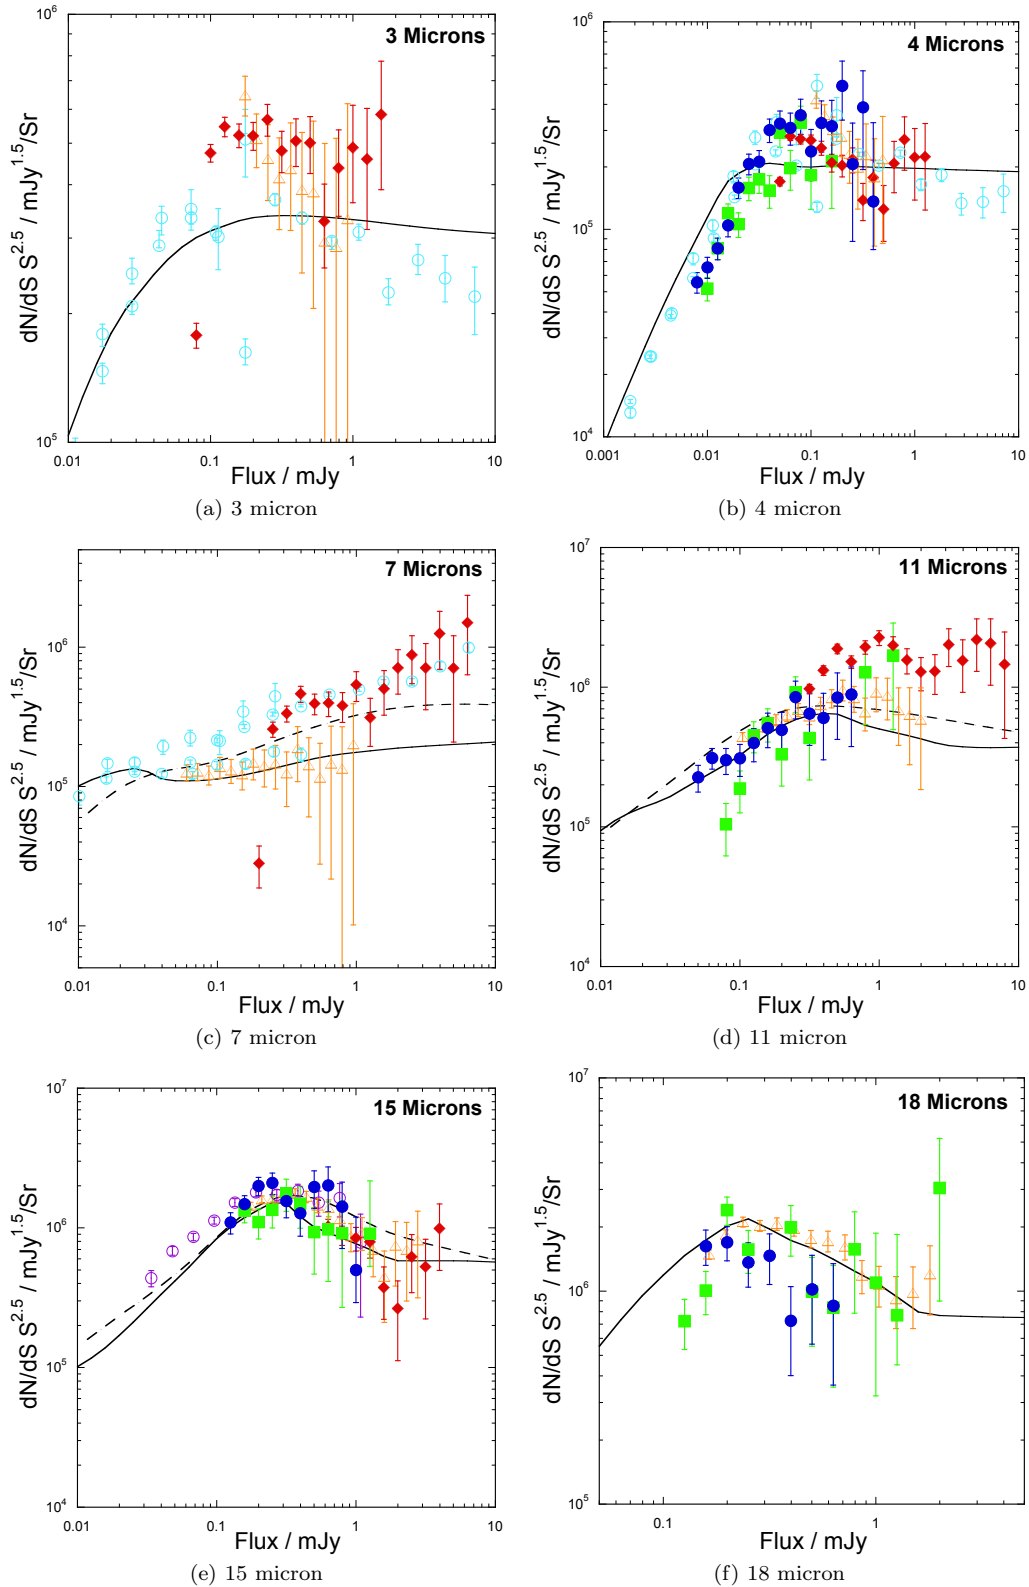 3 Microns
10^6
10^5
dN/dS S^2.5 / mJy^1.5/Sr
0.01 0.1 1 10
Flux / mJy
(a) 3 micron
4 Microns
10^6
10^5
10^4
dN/dS S^2.5 / mJy^1.5/Sr
0.001 0.01 0.1 1 10
Flux / mJy
(b) 4 micron
7 Microns
10^6
10^5
10^4
dN/dS S^2.5 / mJy^1.5/Sr
0.01 0.1 1 10
Flux / mJy
(c) 7 micron
11 Microns
10^7
10^6
10^5
10^4
dN/dS S^2.5 / mJy^1.5/Sr
0.01 0.1 1 10
Flux / mJy
(d) 11 micron
15 Microns
10^7
10^6
10^5
10^4
dN/dS S^2.5 / mJy^1.5/Sr
0.01 0.1 1 10
Flux / mJy
(e) 15 micron
18 Microns
10^7
10^6
10^5
dN/dS S^2.5 / mJy^1.5/Sr
0.1 1
Flux / mJy
(f) 18 micron